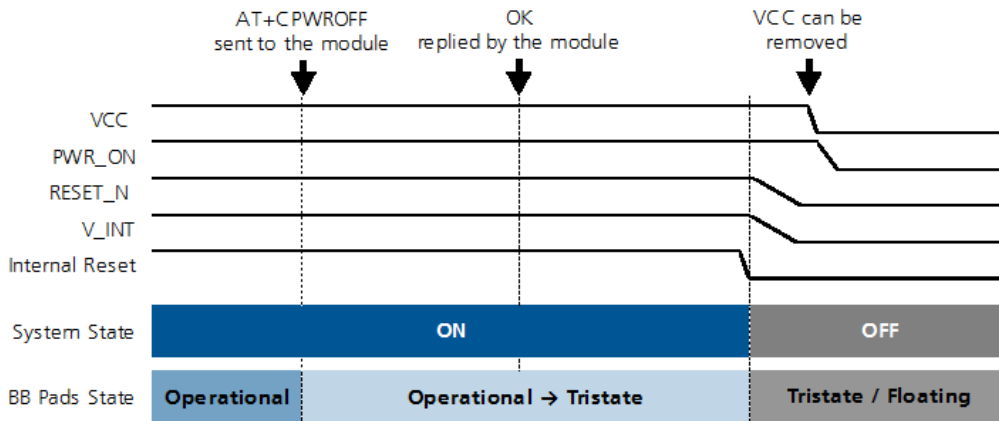 AT+CPWROFF
sent to the module
OK
replied by the module
VCC can be
removed
VCC
PWR_ON
RESET_N
V_INT
Internal Reset
System State
ON
OFF
BB Pads State
Operational
Operational → Tristate
Tristate / Floating